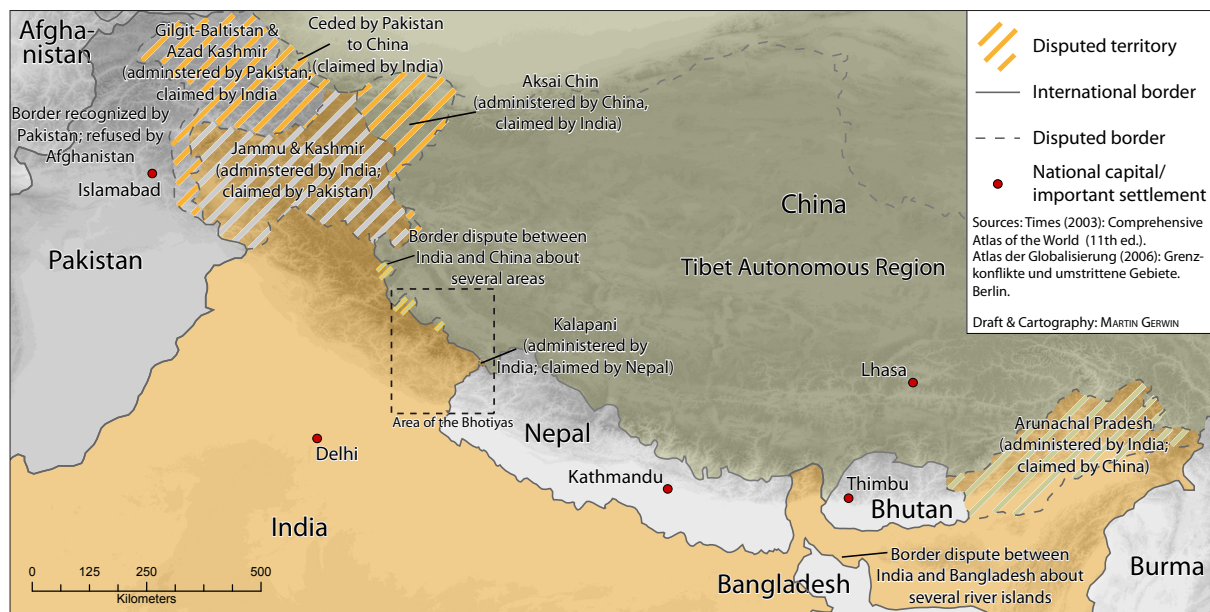 Afgha-
nistan
Gilgit-Baltistan &
Azad Kashmir
(adminstered by Pakistan;
claimed by India
Ceded by Pakistan
to China
(claimed by India)
Aksai Chin
(administered by China,
claimed by India)
Border recognized by
Pakistan; refused by
Afghanistan
Islamabad
Jammu & Kashmir
(adminstered by India;
claimed by Pakistan)
Pakistan
Border dispute between
India and China about
several areas
China
Tibet Autonomous Region
Kalapani
(administered by
India; claimed by Nepal)
Area of the Bhotiyas
Lhasa
Delhi
Nepal
Kathmandu
Arunachal Pradesh
(administered by India;
claimed by China)
Thimbu
Bhutan
India
Bangladesh
Border dispute between
India and Bangladesh about
several river islands
Burma
0 125 250 500
Kilometers
Disputed territory
International border
Disputed border
National capital/
important settlement
Sources: Times (2003): Comprehensive
Atlas of the World (11th ed.).
Atlas der Globalisierung (2006): Grenz-
konflikte und umstrittene Gebiete.
Berlin.
Draft & Cartography: MARTIN GERWIN